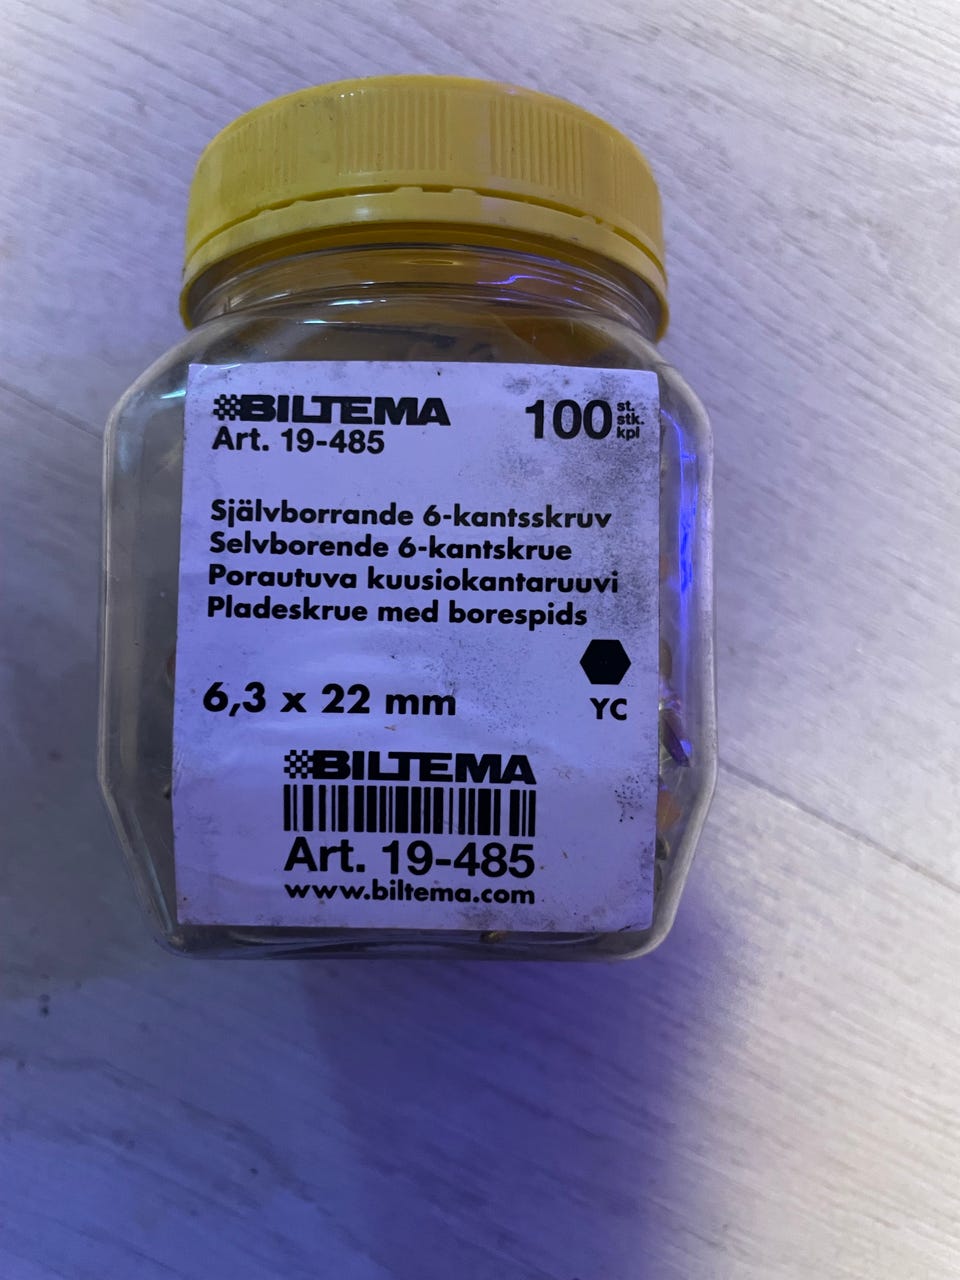 BILTEMA
Art. 19-485
100 st. stk. kpl
Självborrande 6-kantsskruv
Selvborende 6-kantskrue
Porautuva kuusiokantaruuvi
Pladeskrue med borespids
6,3 x 22 mm
YC
BILTEMA
Art. 19-485
www.biltema.com